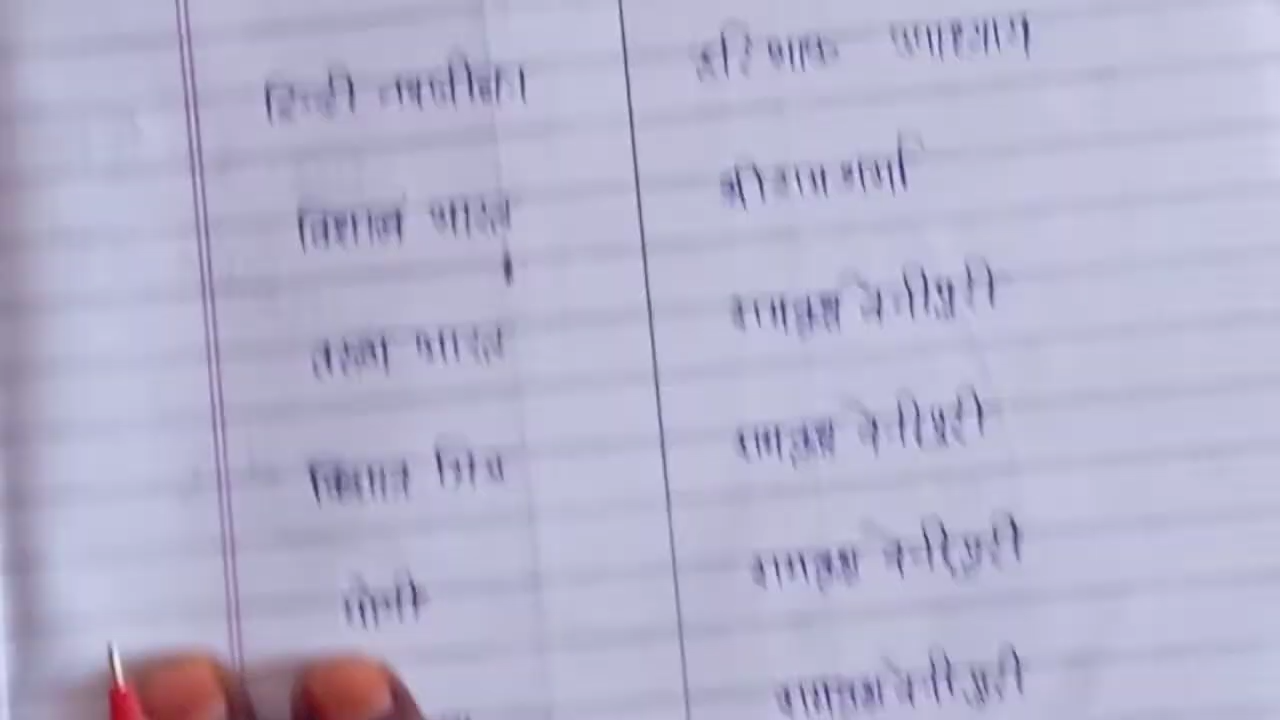 हिन्दी नवजीवन हरिभाऊ उपाध्याय
विशाल भारत श्रीराम शर्मा
तरुण भारत रामवृक्ष बेनीपुरी
किसान मित्र रामवृक्ष बेनीपुरी
रामवृक्ष बेनीपुरी
रामवृक्ष बेनीपुरी